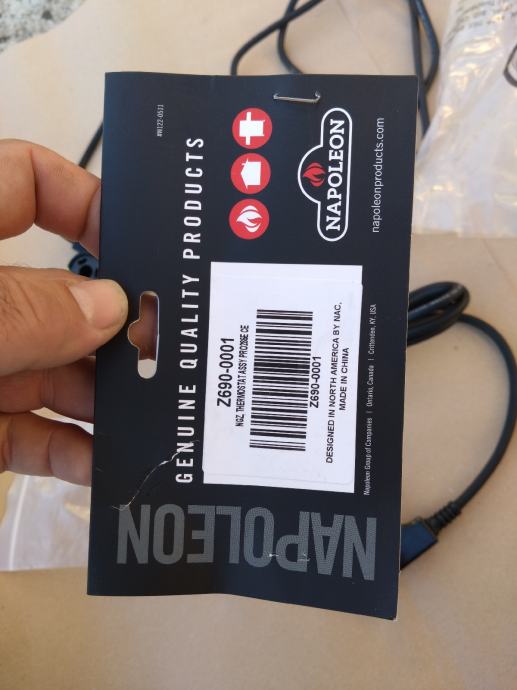 #W122-0511
GENUINE QUALITY PRODUCTS
NAPOLEON
napoleonproducts.com
Z690-0001
NGZ, THERMOSTAT ASSY PRO285E CE
Z690-0001
DESIGNED IN NORTH AMERICA BY NAC,
MADE IN CHINA
Napoleon Group of Companies | Ontario, Canada | Crittenden, KY, USA
NAPOLEON